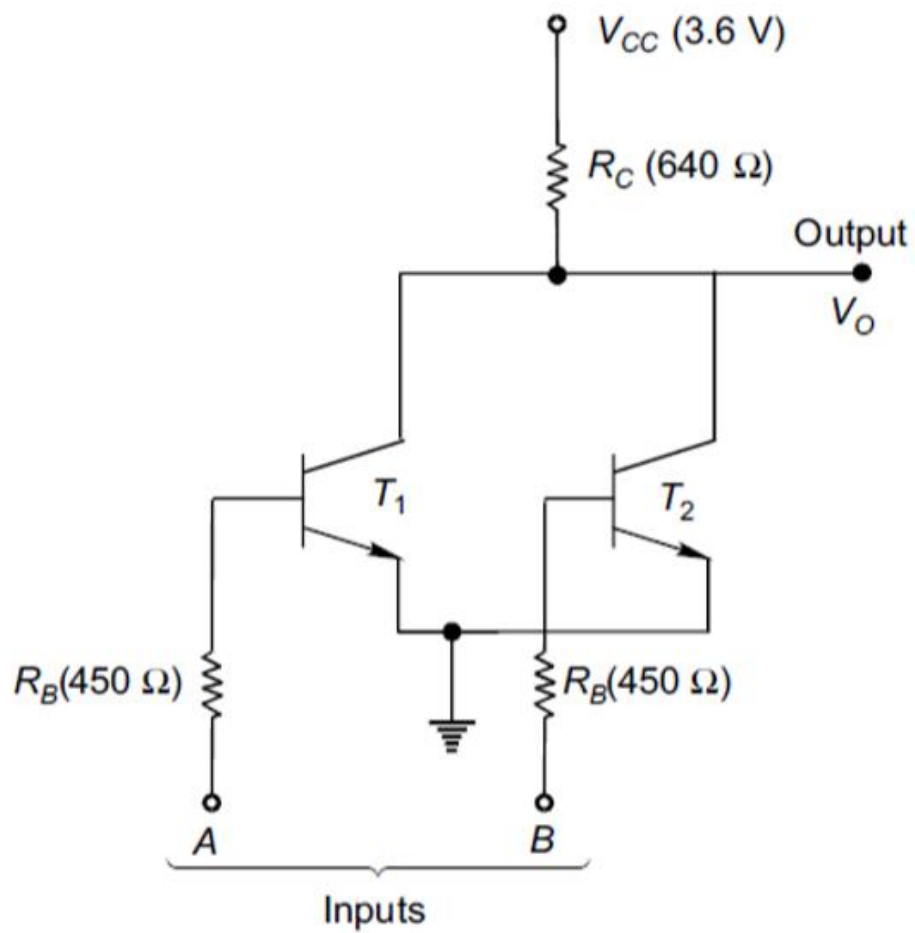 V_CC (3.6 V)
R_C (640 Ω)
Output
V_O
T_1
T_2
R_B(450 Ω)
R_B(450 Ω)
A
B
Inputs